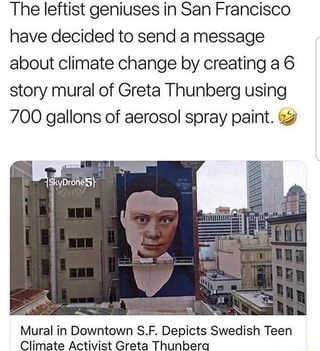 The leftist geniuses in San Francisco
have decided to send a message
about climate change by creating a 6
story mural of Greta Thunberg using
700 gallons of aerosol spray paint. 🤣
SkyDrone5
Mural in Downtown S.F. Depicts Swedish Teen
Climate Activist Greta Thunberg